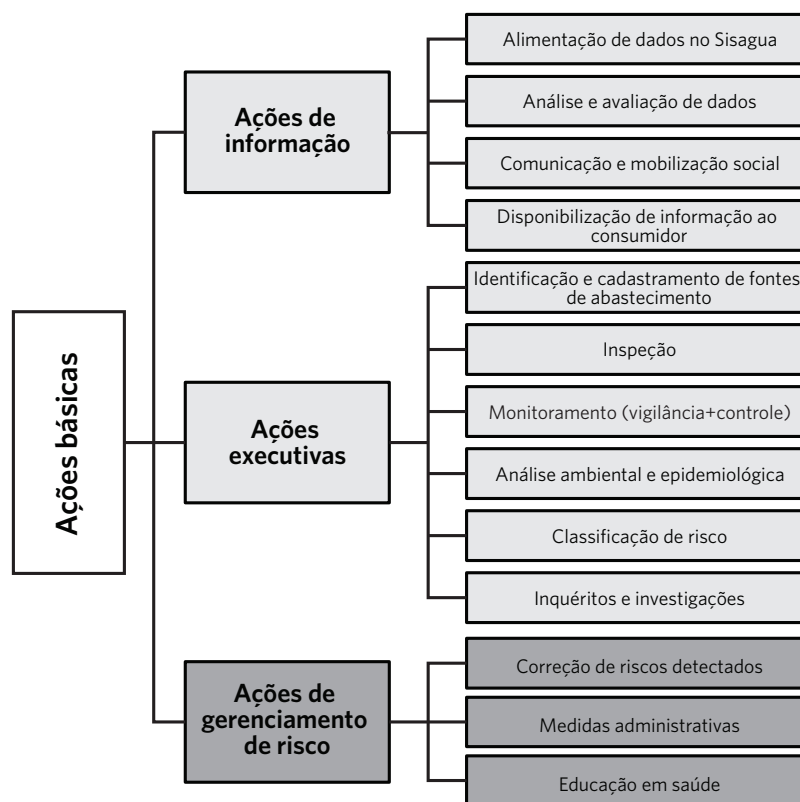 Ações básicas
Ações de
informação
Alimentação de dados no Sisagua
Análise e avaliação de dados
Comunicação e mobilização social
Disponibilização de informação ao
consumidor
Ações
executivas
Identificação e cadastramento de fontes
de abastecimento
Inspeção
Monitoramento (vigilância+controle)
Análise ambiental e epidemiológica
Classificação de risco
Inquéritos e investigações
Ações de
gerenciamento
de risco
Correção de riscos detectados
Medidas administrativas
Educação em saúde